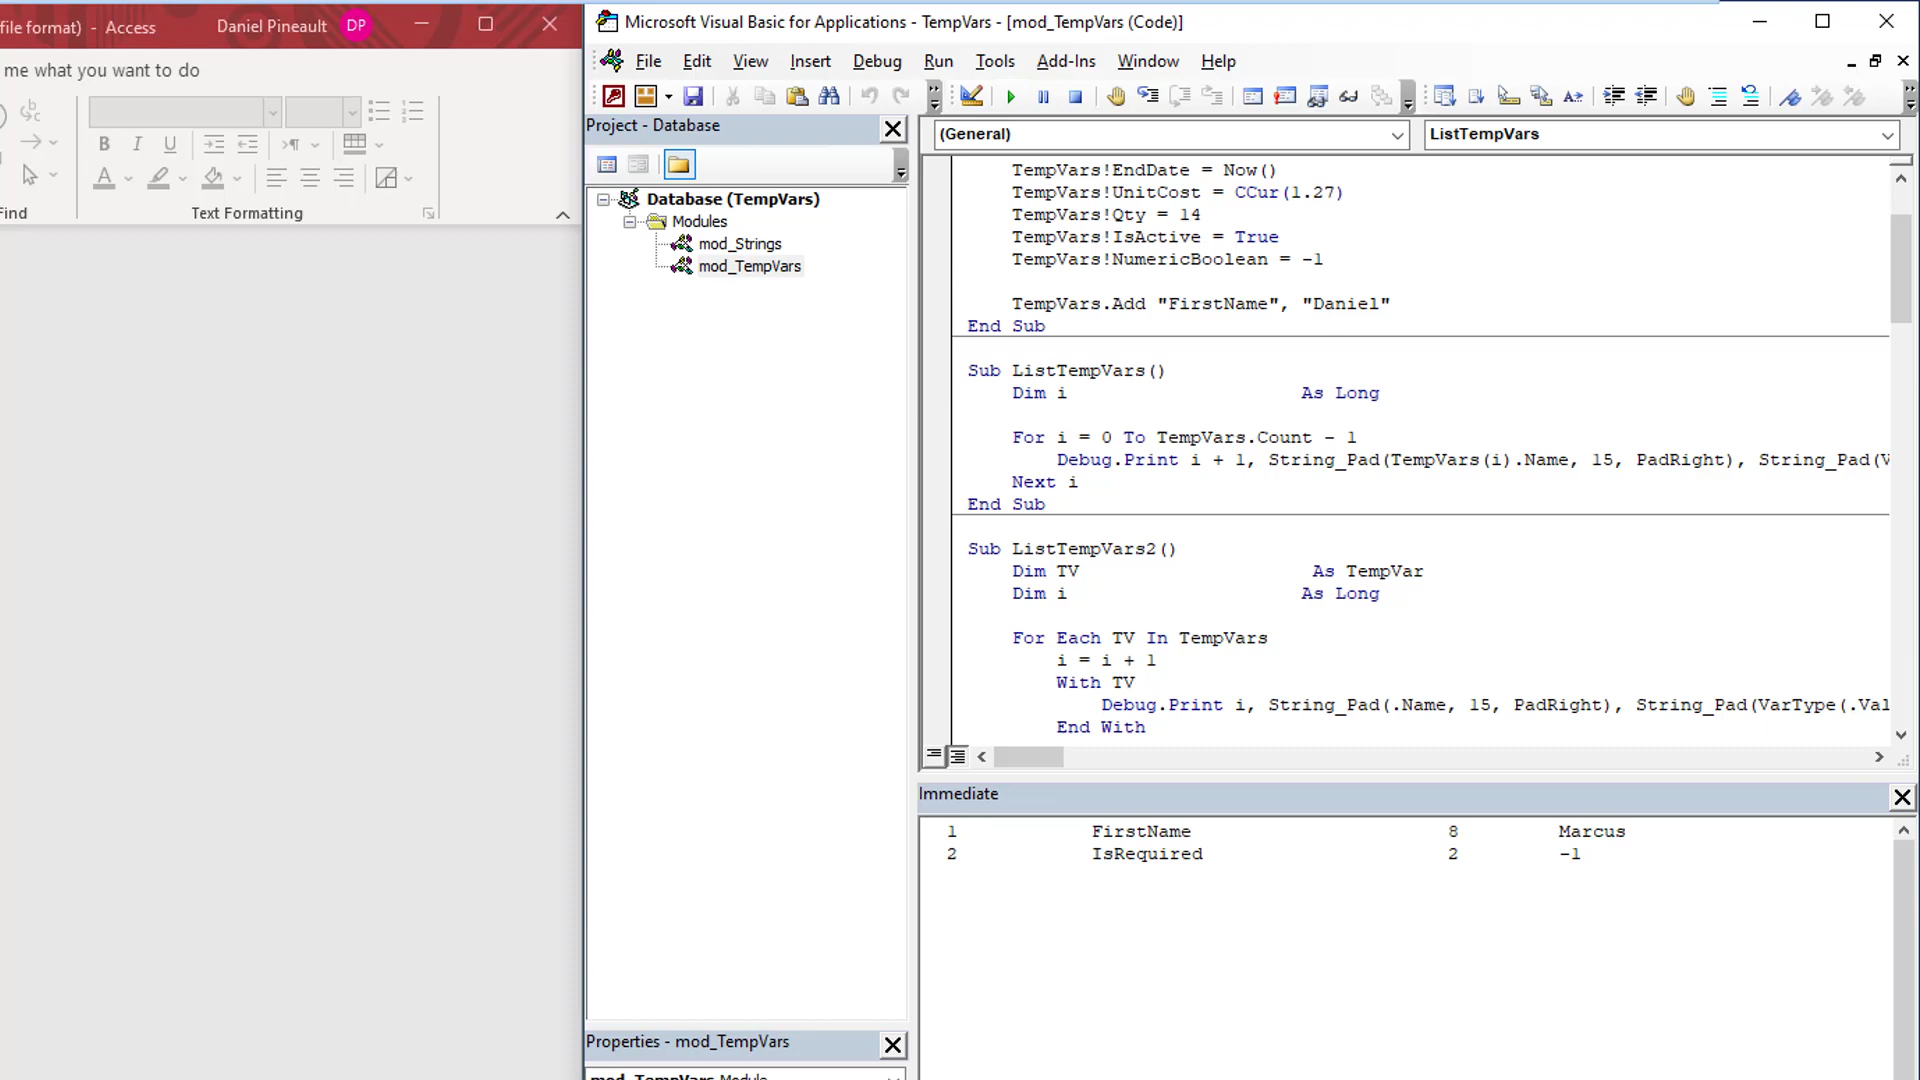 file format) - Access
Daniel Pineault
DP
me what you want to do
B I U
A
Find
Text Formatting
Microsoft Visual Basic for Applications - TempVars - [mod_TempVars (Code)]
File Edit View Insert Debug Run Tools Add-Ins Window Help
Project - Database
Database (TempVars)
Modules
mod_Strings
mod_TempVars
Properties - mod_TempVars
mod_TempVars Module
(General)
ListTempVars
TempVars!EndDate = Now()
TempVars!UnitCost = CCur(1.27)
TempVars!Qty = 14
TempVars!IsActive = True
TempVars!NumericBoolean = -1
TempVars.Add "FirstName", "Daniel"
End Sub
Sub ListTempVars()
Dim i As Long
For i = 0 To TempVars.Count - 1
Debug.Print i + 1, String_Pad(TempVars(i).Name, 15, PadRight), String_Pad(V
Next i
End Sub
Sub ListTempVars2()
Dim TV As TempVar
Dim i As Long
For Each TV In TempVars
i = i + 1
With TV
Debug.Print i, String_Pad(.Name, 15, PadRight), String_Pad(VarType(.Val
End With
Immediate
1 FirstName 8 Marcus
2 IsRequired 2 -1